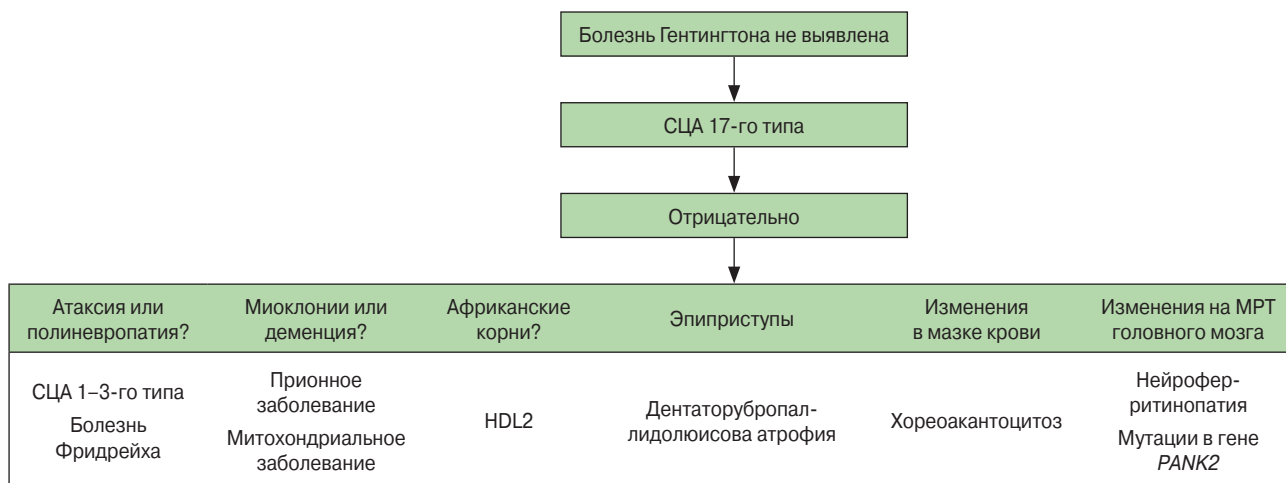 Болезнь Гентингтона не выявлена
СЦА 17-го типа
Отрицательно
Атаксия или
полиневропатия?
Миоклонии или
деменция?
Африканские
корни?
Эпиприступы
Изменения
в мазке крови
Изменения на МРТ
головного мозга
СЦА 1–3-го типа
Болезнь
Фридрейха
Прионное
заболевание
Митохондриальное
заболевание
HDL2
Дентаторубропал-
лидолюисова атрофия
Хореоакантоцитоз
Нейрофер-
ритинопатия
Мутации в гене
PANK2